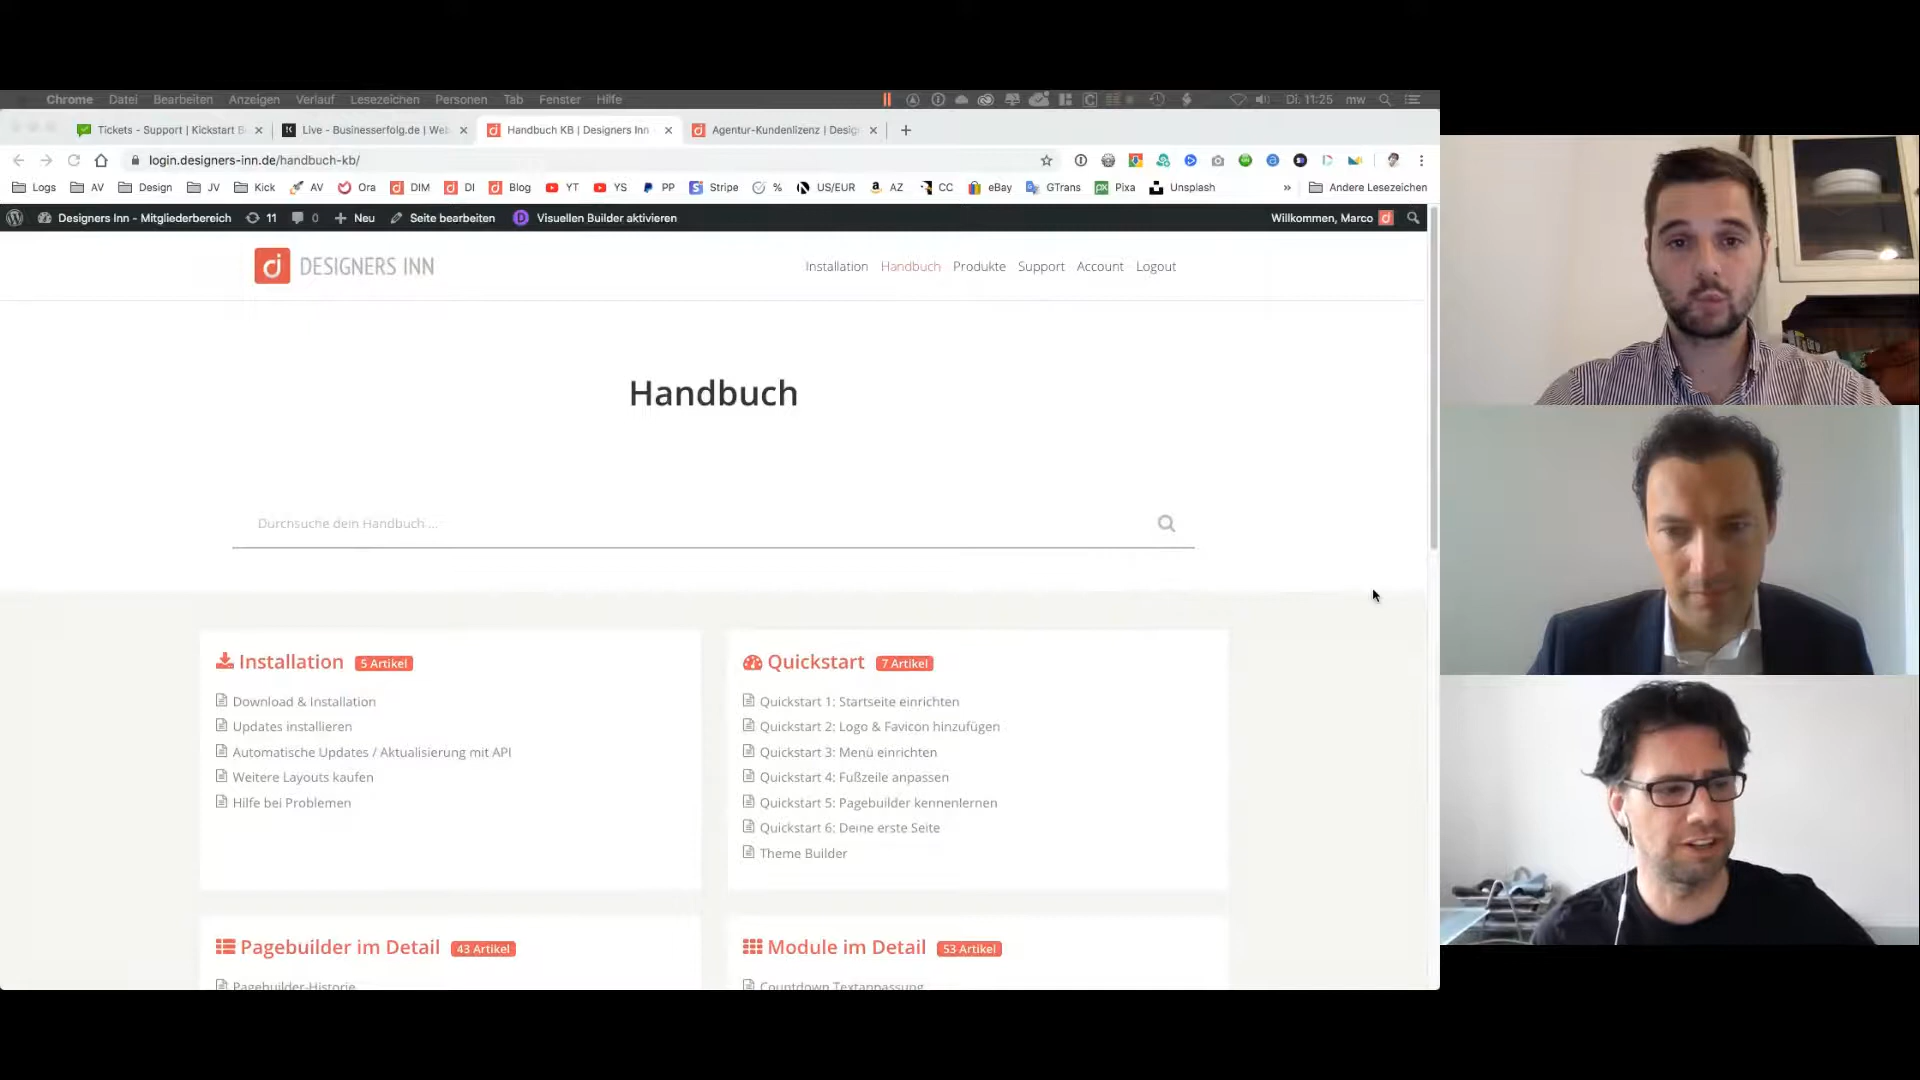 Chrome Datei Bearbeiten Anzeigen Verlauf Lesezeichen Personen Tab Fenster Hilfe Di. 11:25 mw
Tickets - Support | Kickstart B
Live - Businesserfolg.de | Web
Handbuch KB | Designers Inn
Agentur-Kundenlizenz | Desig
login.designers-inn.de/handbuch-kb/
Logs AV Design JV Kick AV Ora DIM DI Blog YT YS PP Stripe % US/EUR AZ CC eBay GTrans Pixa Unsplash » Andere Lesezeichen
Designers Inn - Mitgliederbereich 11 0 Neu Seite bearbeiten Visuellen Builder aktivieren Willkommen, Marco
DESIGNERS INN
Installation Handbuch Produkte Support Account Logout
Handbuch
Durchsuche dein Handbuch ...
Installation 5 Artikel
Download & Installation
Updates installieren
Automatische Updates / Aktualisierung mit API
Weitere Layouts kaufen
Hilfe bei Problemen
Quickstart 7 Artikel
Quickstart 1: Startseite einrichten
Quickstart 2: Logo & Favicon hinzufügen
Quickstart 3: Menü einrichten
Quickstart 4: Fußzeile anpassen
Quickstart 5: Pagebuilder kennenlernen
Quickstart 6: Deine erste Seite
Theme Builder
Pagebuilder im Detail 43 Artikel
Pagebuilder-Historie
Module im Detail 53 Artikel
Countdown Textanpassung